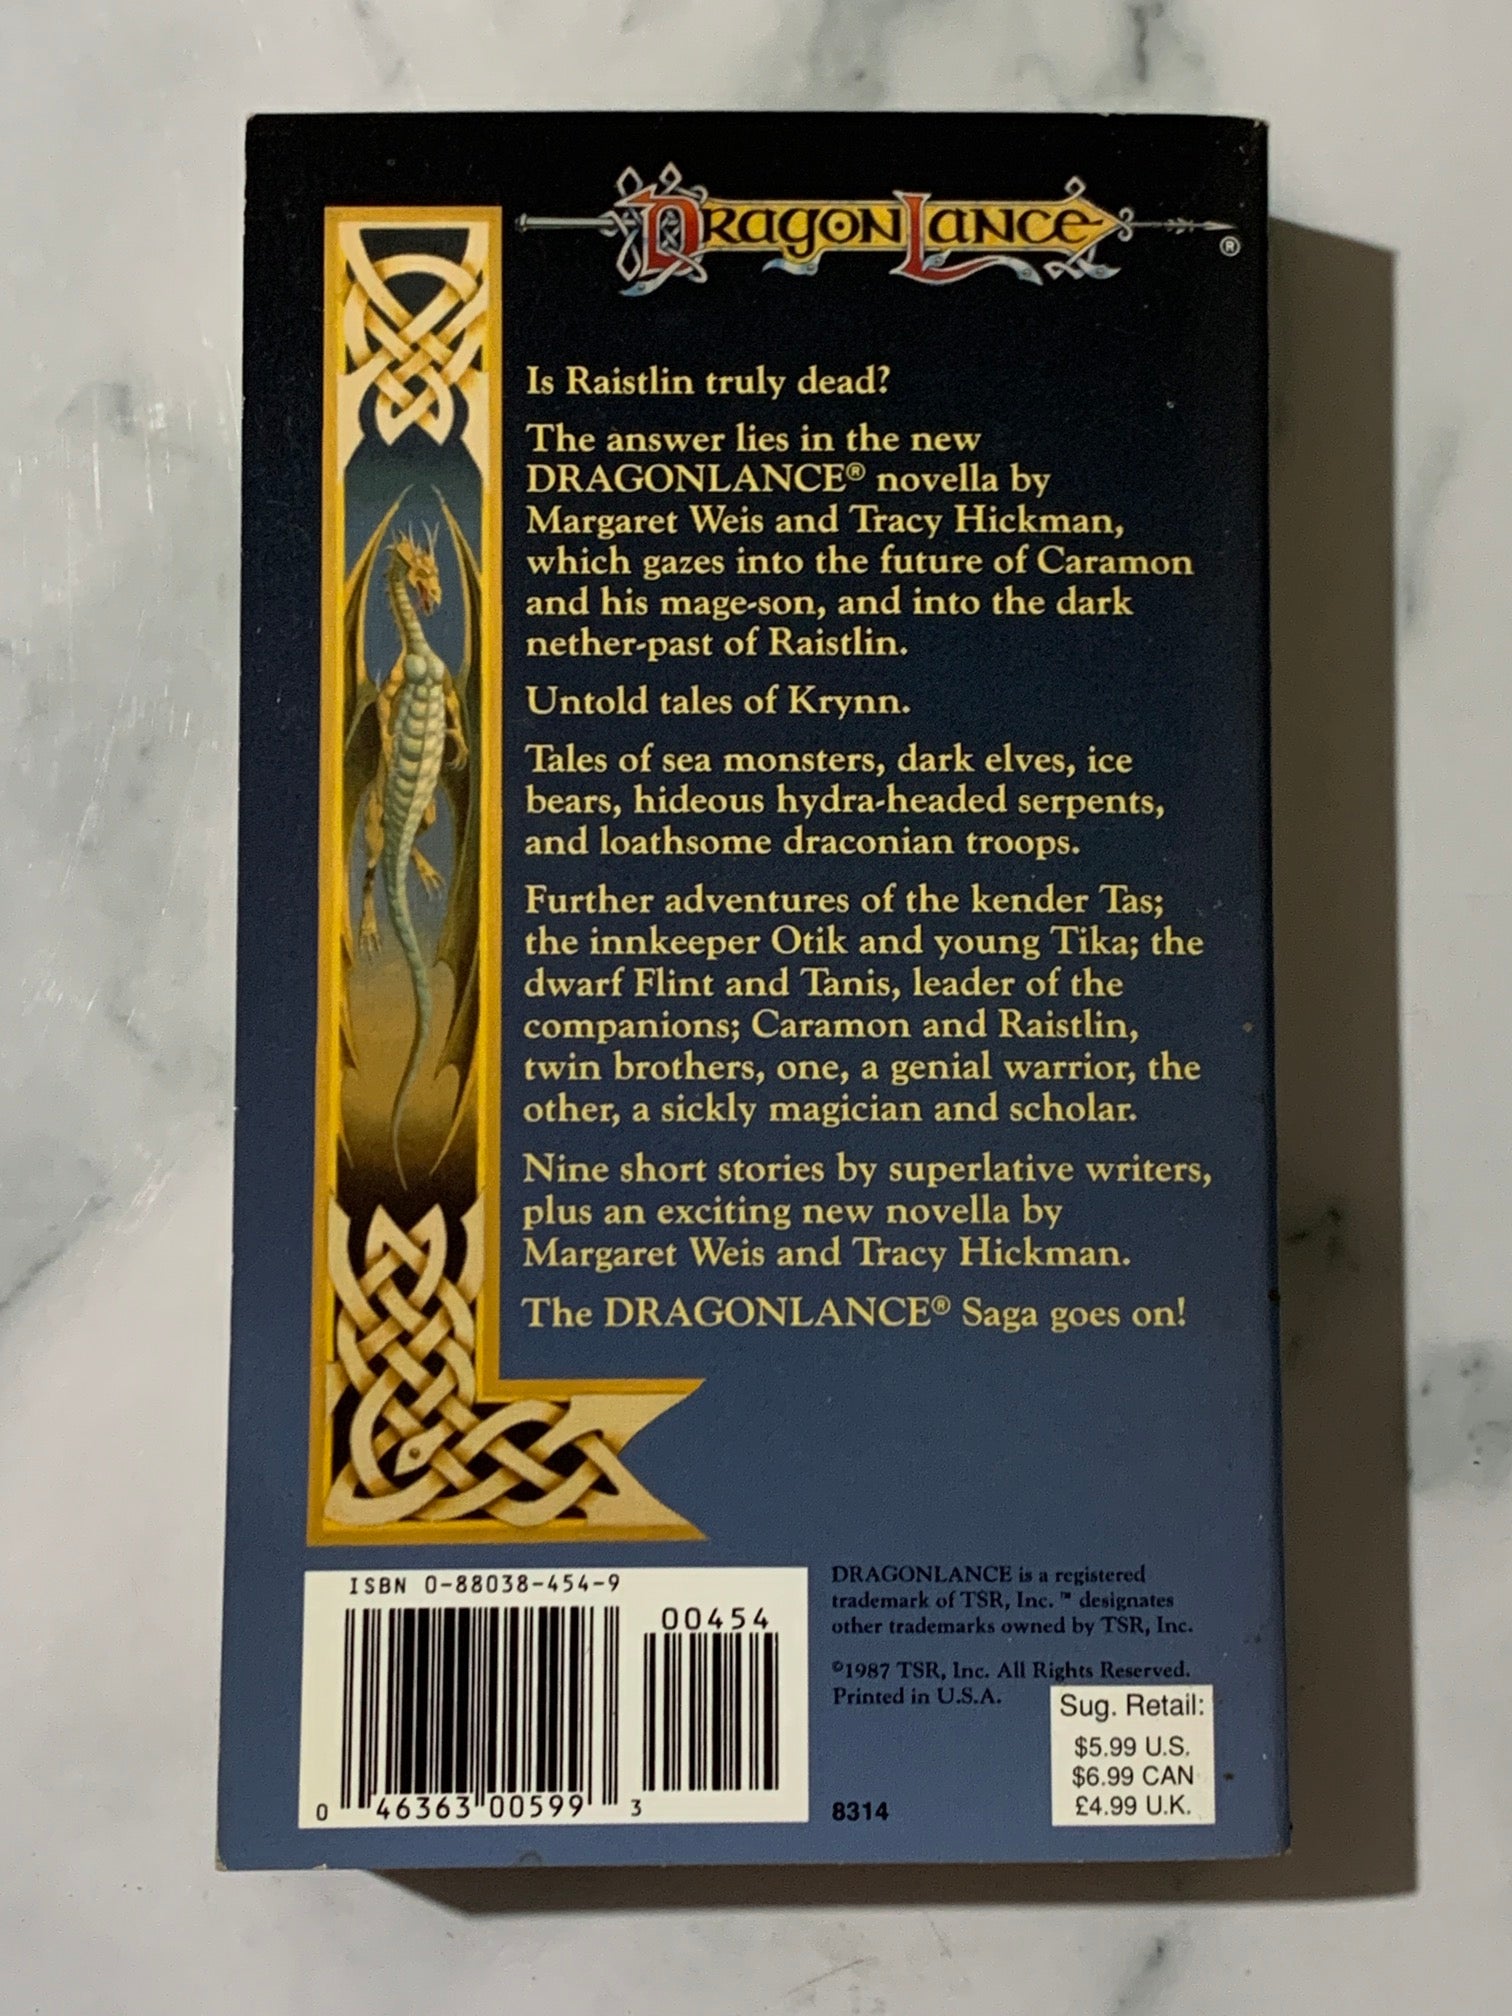 DRAGONLANCE®
Is Raistlin truly dead?
The answer lies in the new
DRAGONLANCE® novella by
Margaret Weis and Tracy Hickman,
which gazes into the future of Caramon
and his mage-son, and into the dark
nether-past of Raistlin.
Untold tales of Krynn.
Tales of sea monsters, dark elves, ice
bears, hideous hydra-headed serpents,
and loathsome draconian troops.
Further adventures of the kender Tas;
the innkeeper Otik and young Tika; the
dwarf Flint and Tanis, leader of the
companions; Caramon and Raistlin,
twin brothers, one, a genial warrior, the
other, a sickly magician and scholar.
Nine short stories by superlative writers,
plus an exciting new novella by
Margaret Weis and Tracy Hickman.
The DRAGONLANCE® Saga goes on!
ISBN 0-88038-454-9
00454
0 46363 00599 3
DRAGONLANCE is a registered
trademark of TSR, Inc. ™ designates
other trademarks owned by TSR, Inc.
©1987 TSR, Inc. All Rights Reserved.
Printed in U.S.A.
8314
Sug. Retail:
$5.99 U.S.
$6.99 CAN
£4.99 U.K.